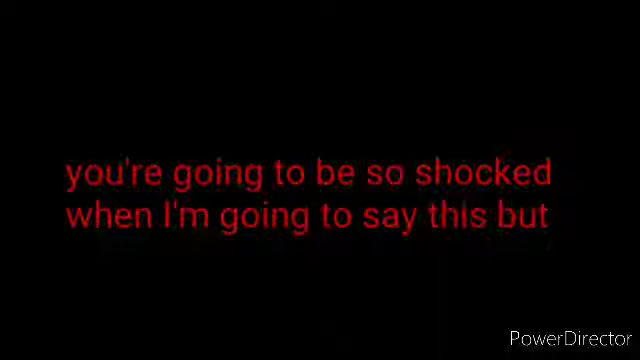 you're going to be so shocked
when I'm going to say this but
PowerDirector